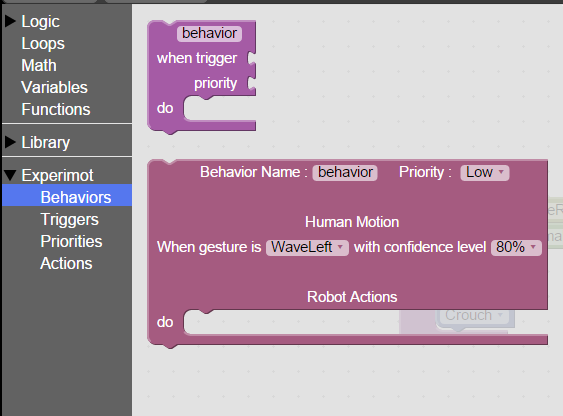 Logic
Loops
Math
Variables
Functions
Library
Experimot
Behaviors
Triggers
Priorities
Actions
behavior
when trigger
priority
do
Behavior Name : behavior Priority : Low
Human Motion
When gesture is WaveLeft with confidence level 80%
Robot Actions
do
Crouch